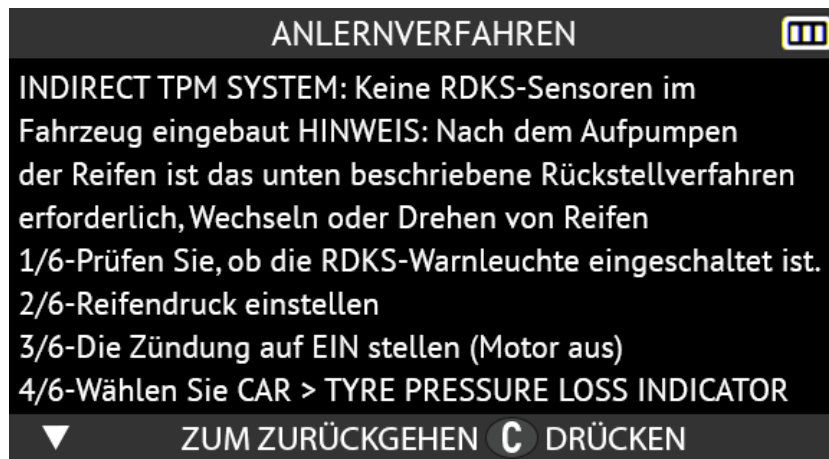 ANLERNVERFAHREN
INDIRECT TPM SYSTEM: Keine RDKS-Sensoren im
Fahrzeug eingebaut HINWEIS: Nach dem Aufpumpen
der Reifen ist das unten beschriebene Rückstellverfahren
erforderlich, Wechseln oder Drehen von Reifen
1/6-Prüfen Sie, ob die RDKS-Warnleuchte eingeschaltet ist.
2/6-Reifendruck einstellen
3/6-Die Zündung auf EIN stellen (Motor aus)
4/6-Wählen Sie CAR > TYRE PRESSURE LOSS INDICATOR
▼ ZUM ZURÜCKGEHEN C DRÜCKEN